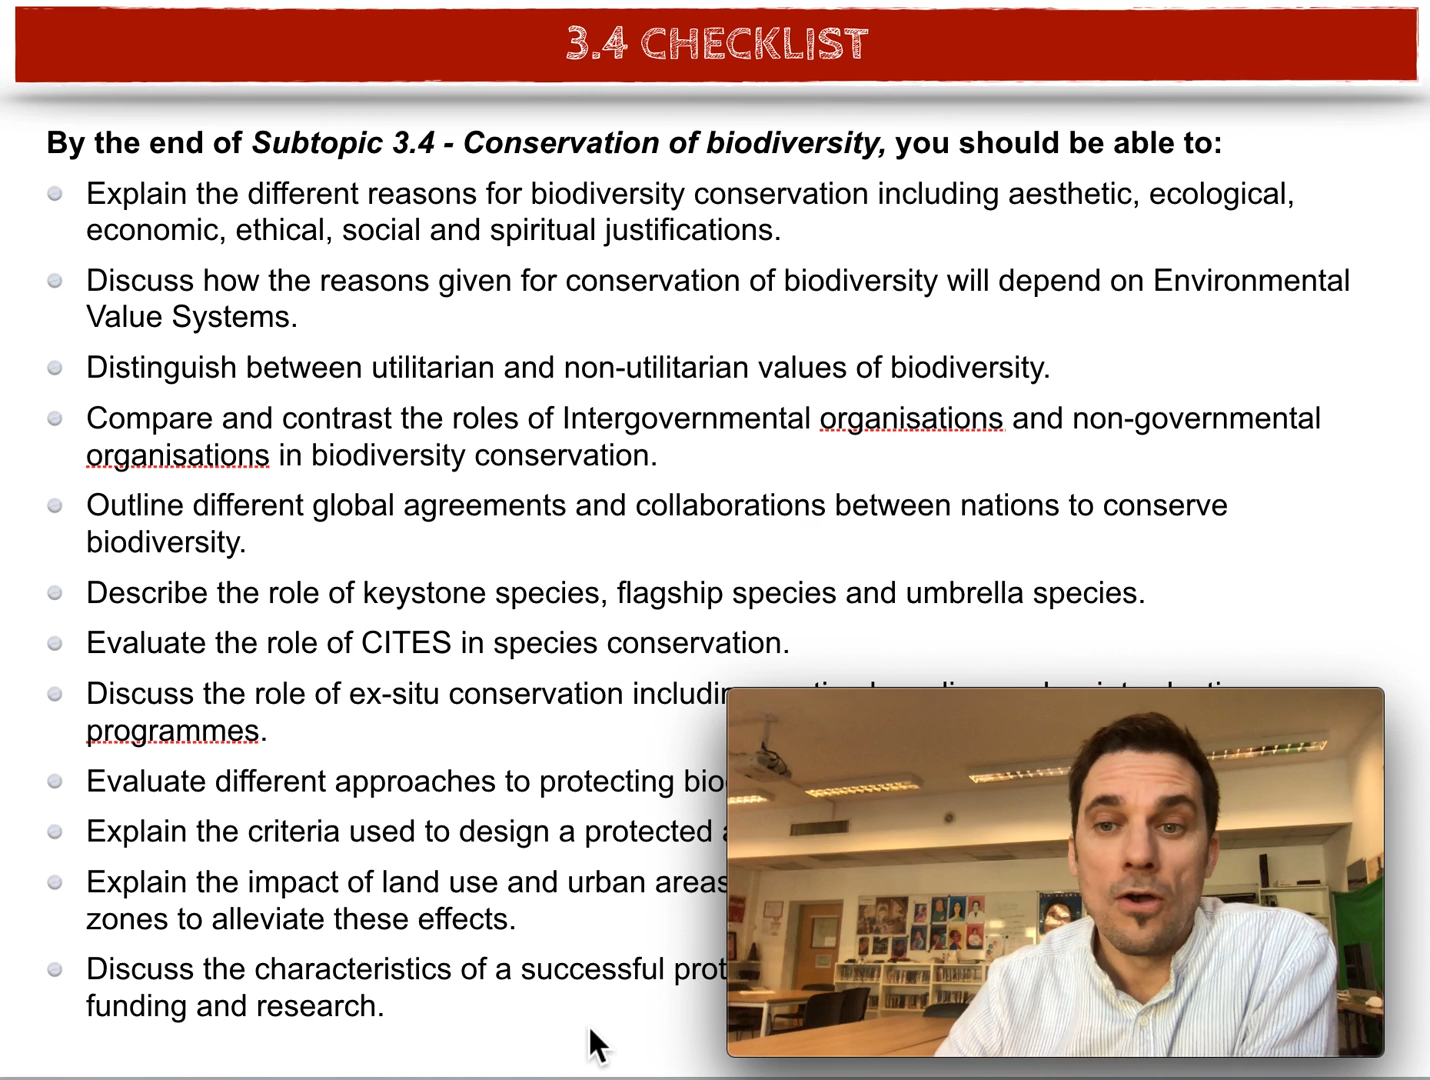 3.4 CHECKLIST
By the end of Subtopic 3.4 - Conservation of biodiversity, you should be able to:
Explain the different reasons for biodiversity conservation including aesthetic, ecological,
economic, ethical, social and spiritual justifications.
Discuss how the reasons given for conservation of biodiversity will depend on Environmental
Value Systems.
Distinguish between utilitarian and non-utilitarian values of biodiversity.
Compare and contrast the roles of Intergovernmental organisations and non-governmental
organisations in biodiversity conservation.
Outline different global agreements and collaborations between nations to conserve
biodiversity.
Describe the role of keystone species, flagship species and umbrella species.
Evaluate the role of CITES in species conservation.
Discuss the role of ex-situ conservation
programmes.
Evaluate different approaches to protecting
Explain the criteria used to design a protected
Explain the impact of land use and urban areas
zones to alleviate these effects.
Discuss the characteristics of a successful
funding and research.